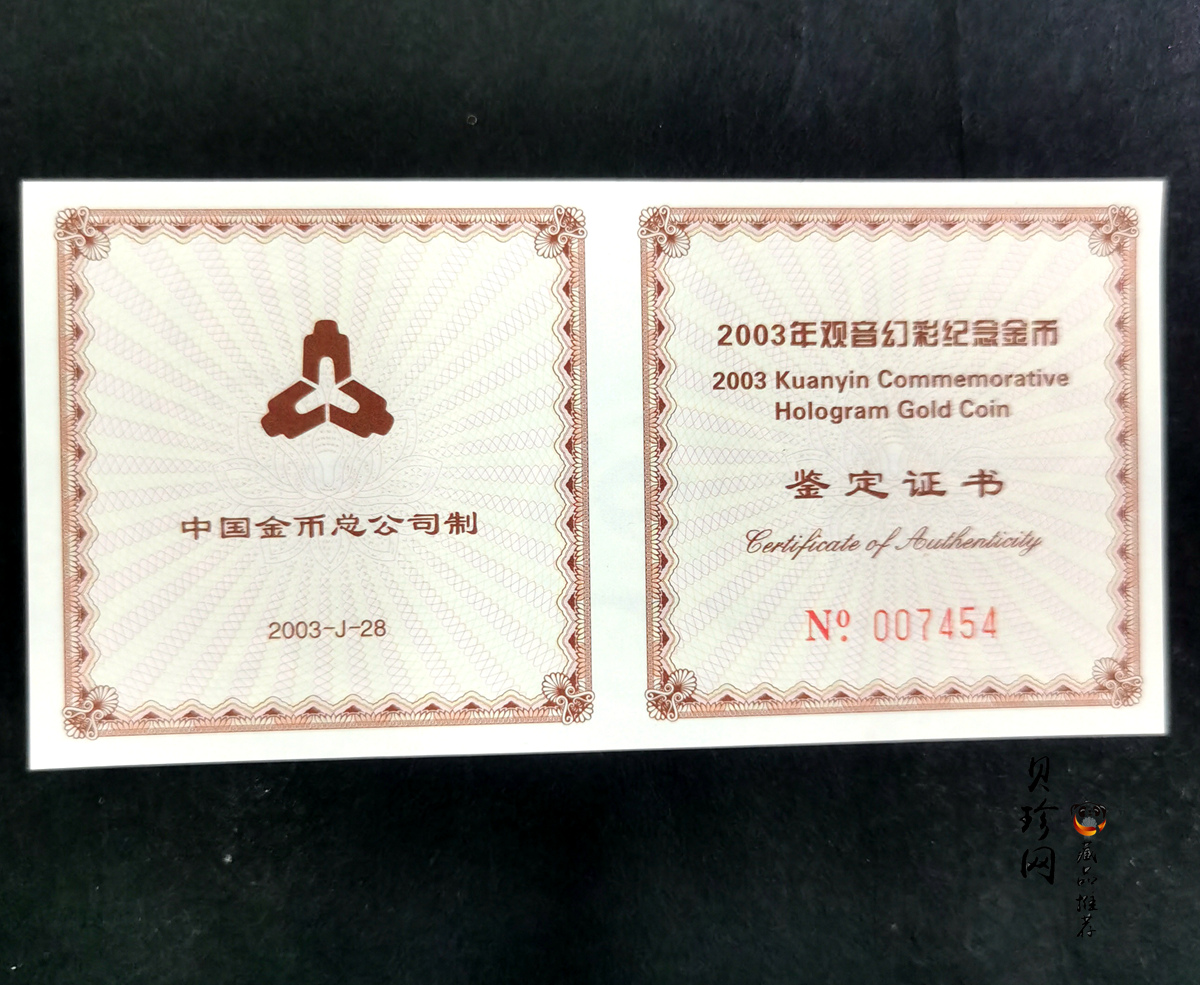 中国金币总公司制
2003-J-28
2003年观音幻彩纪念金币
2003 Kuanyin Commemorative
Hologram Gold Coin
鉴定证书
Certificate of Authenticity
Nº 007454
贝珍网
藏品推荐